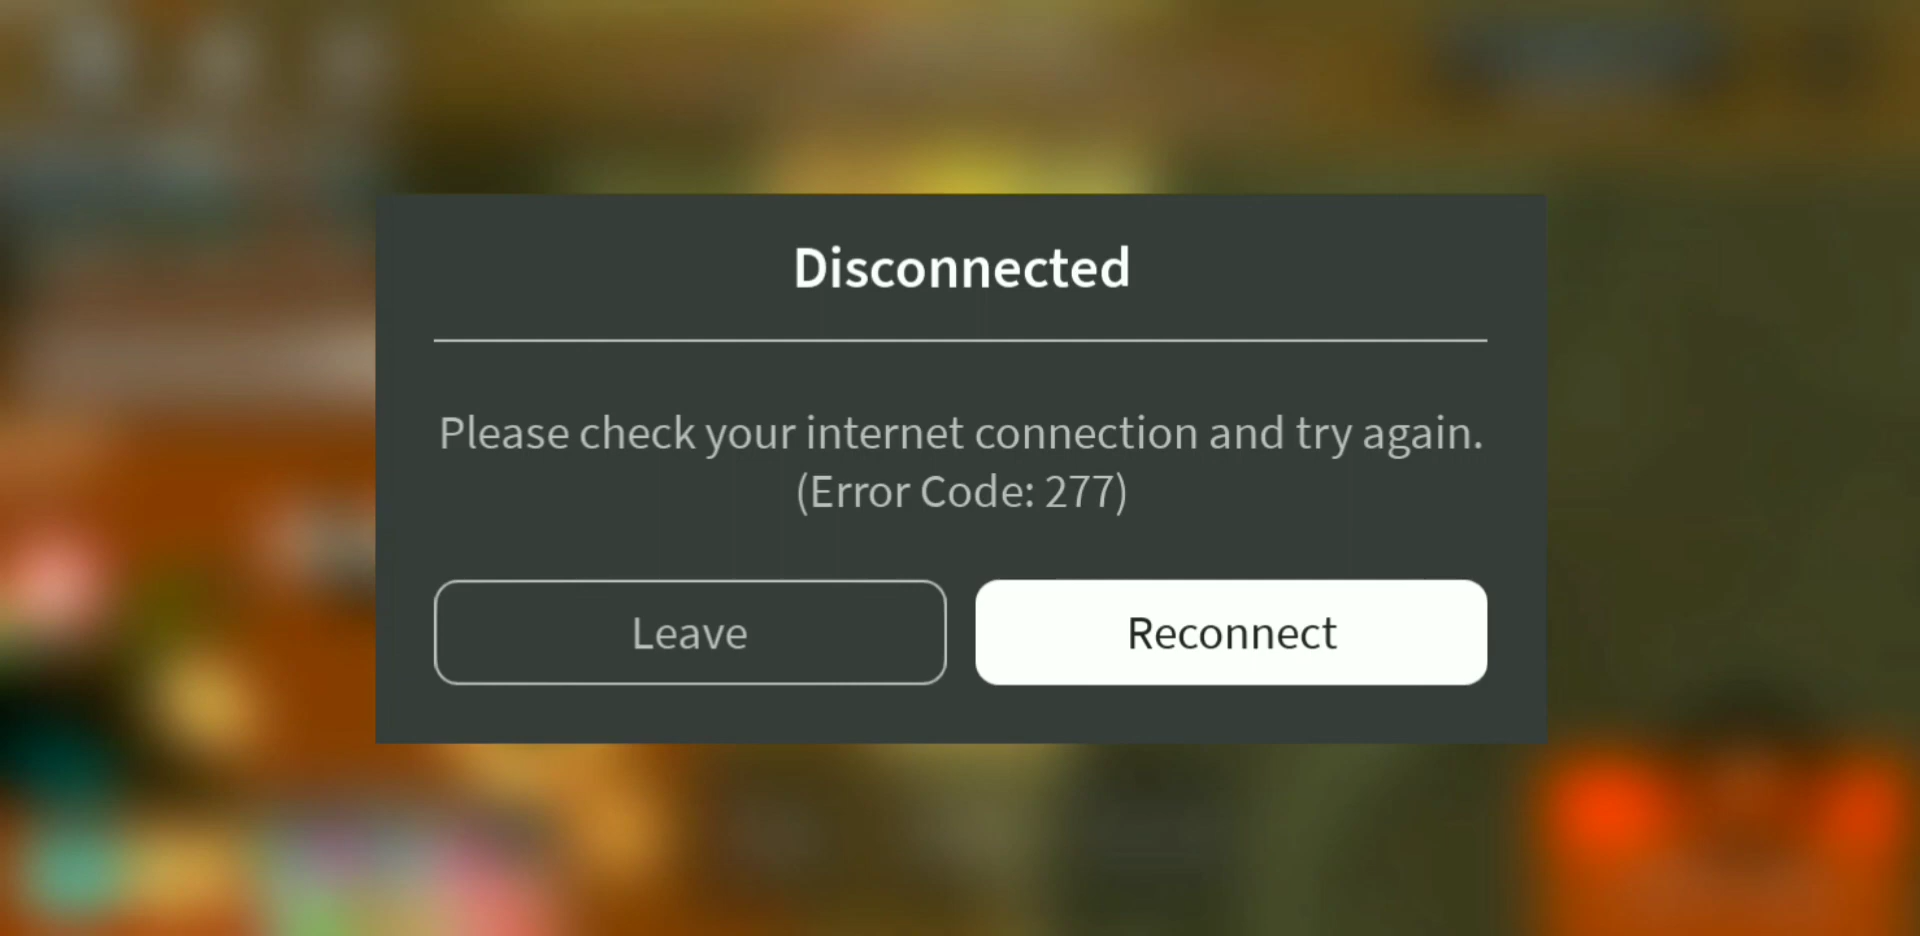 Disconnected
Please check your internet connection and try again.
(Error Code: 277)
Leave
Reconnect